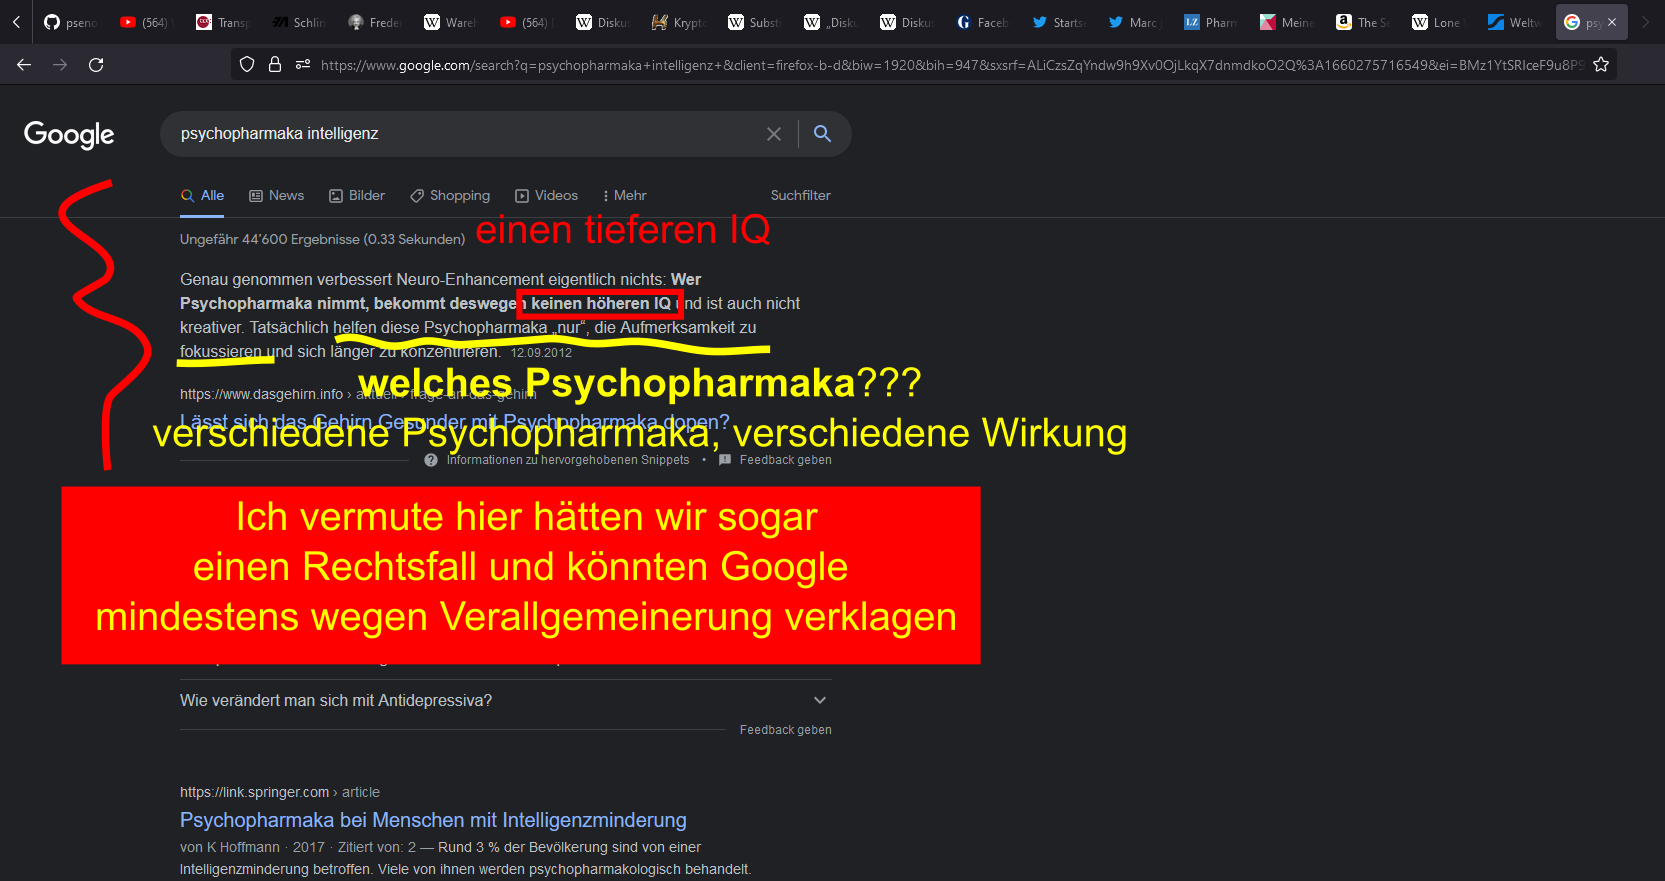 pseno
(564)
Transp
Schlin
Frede
Wareh
(564)
Disku
Krypto
Substi
„Disku
Disku
Faceb
Starts
Marc
Pharm
Meine
The S
Lone
Weltw
psy
https://www.google.com/search?q=psychopharmaka+intelligenz+&client=firefox-b-d&biw=1920&bih=947&sxsrf=ALiCzsZqYndw9h9Xv0OjLkqX7dnmdkoO2Q%3A1660275716549&ei=BMz1YtSRIceF9u8P9
Google
psychopharmaka intelligenz
Alle News Bilder Shopping Videos Mehr Suchfilter
einen tieferen IQ
Ungefähr 44'600 Ergebnisse (0.33 Sekunden)
Genau genommen verbessert Neuro-Enhancement eigentlich nichts: Wer
Psychopharmaka nimmt, bekommt deswegen keinen höheren IQ und ist auch nicht
kreativer. Tatsächlich helfen diese Psychopharmaka „nur“, die Aufmerksamkeit zu
fokussieren und sich länger zu konzentrieren. 12.09.2012
welches Psychopharmaka???
https://www.dasgehirn.info › aktuell › frage-an-das-gehirn
Lässt sich das Gehirn Gesunder mit Psychopharmaka dopen?
verschiedene Psychopharmaka, verschiedene Wirkung
Informationen zu hervorgehobenen Snippets • Feedback geben
Ich vermute hier hätten wir sogar
einen Rechtsfall und könnten Google
mindestens wegen Verallgemeinerung verklagen
Wie verändert man sich mit Antidepressiva?
Feedback geben
https://link.springer.com › article
Psychopharmaka bei Menschen mit Intelligenzminderung
von K Hoffmann · 2017 · Zitiert von: 2 — Rund 3 % der Bevölkerung sind von einer
Intelligenzminderung betroffen. Viele von ihnen werden psychopharmakologisch behandelt.